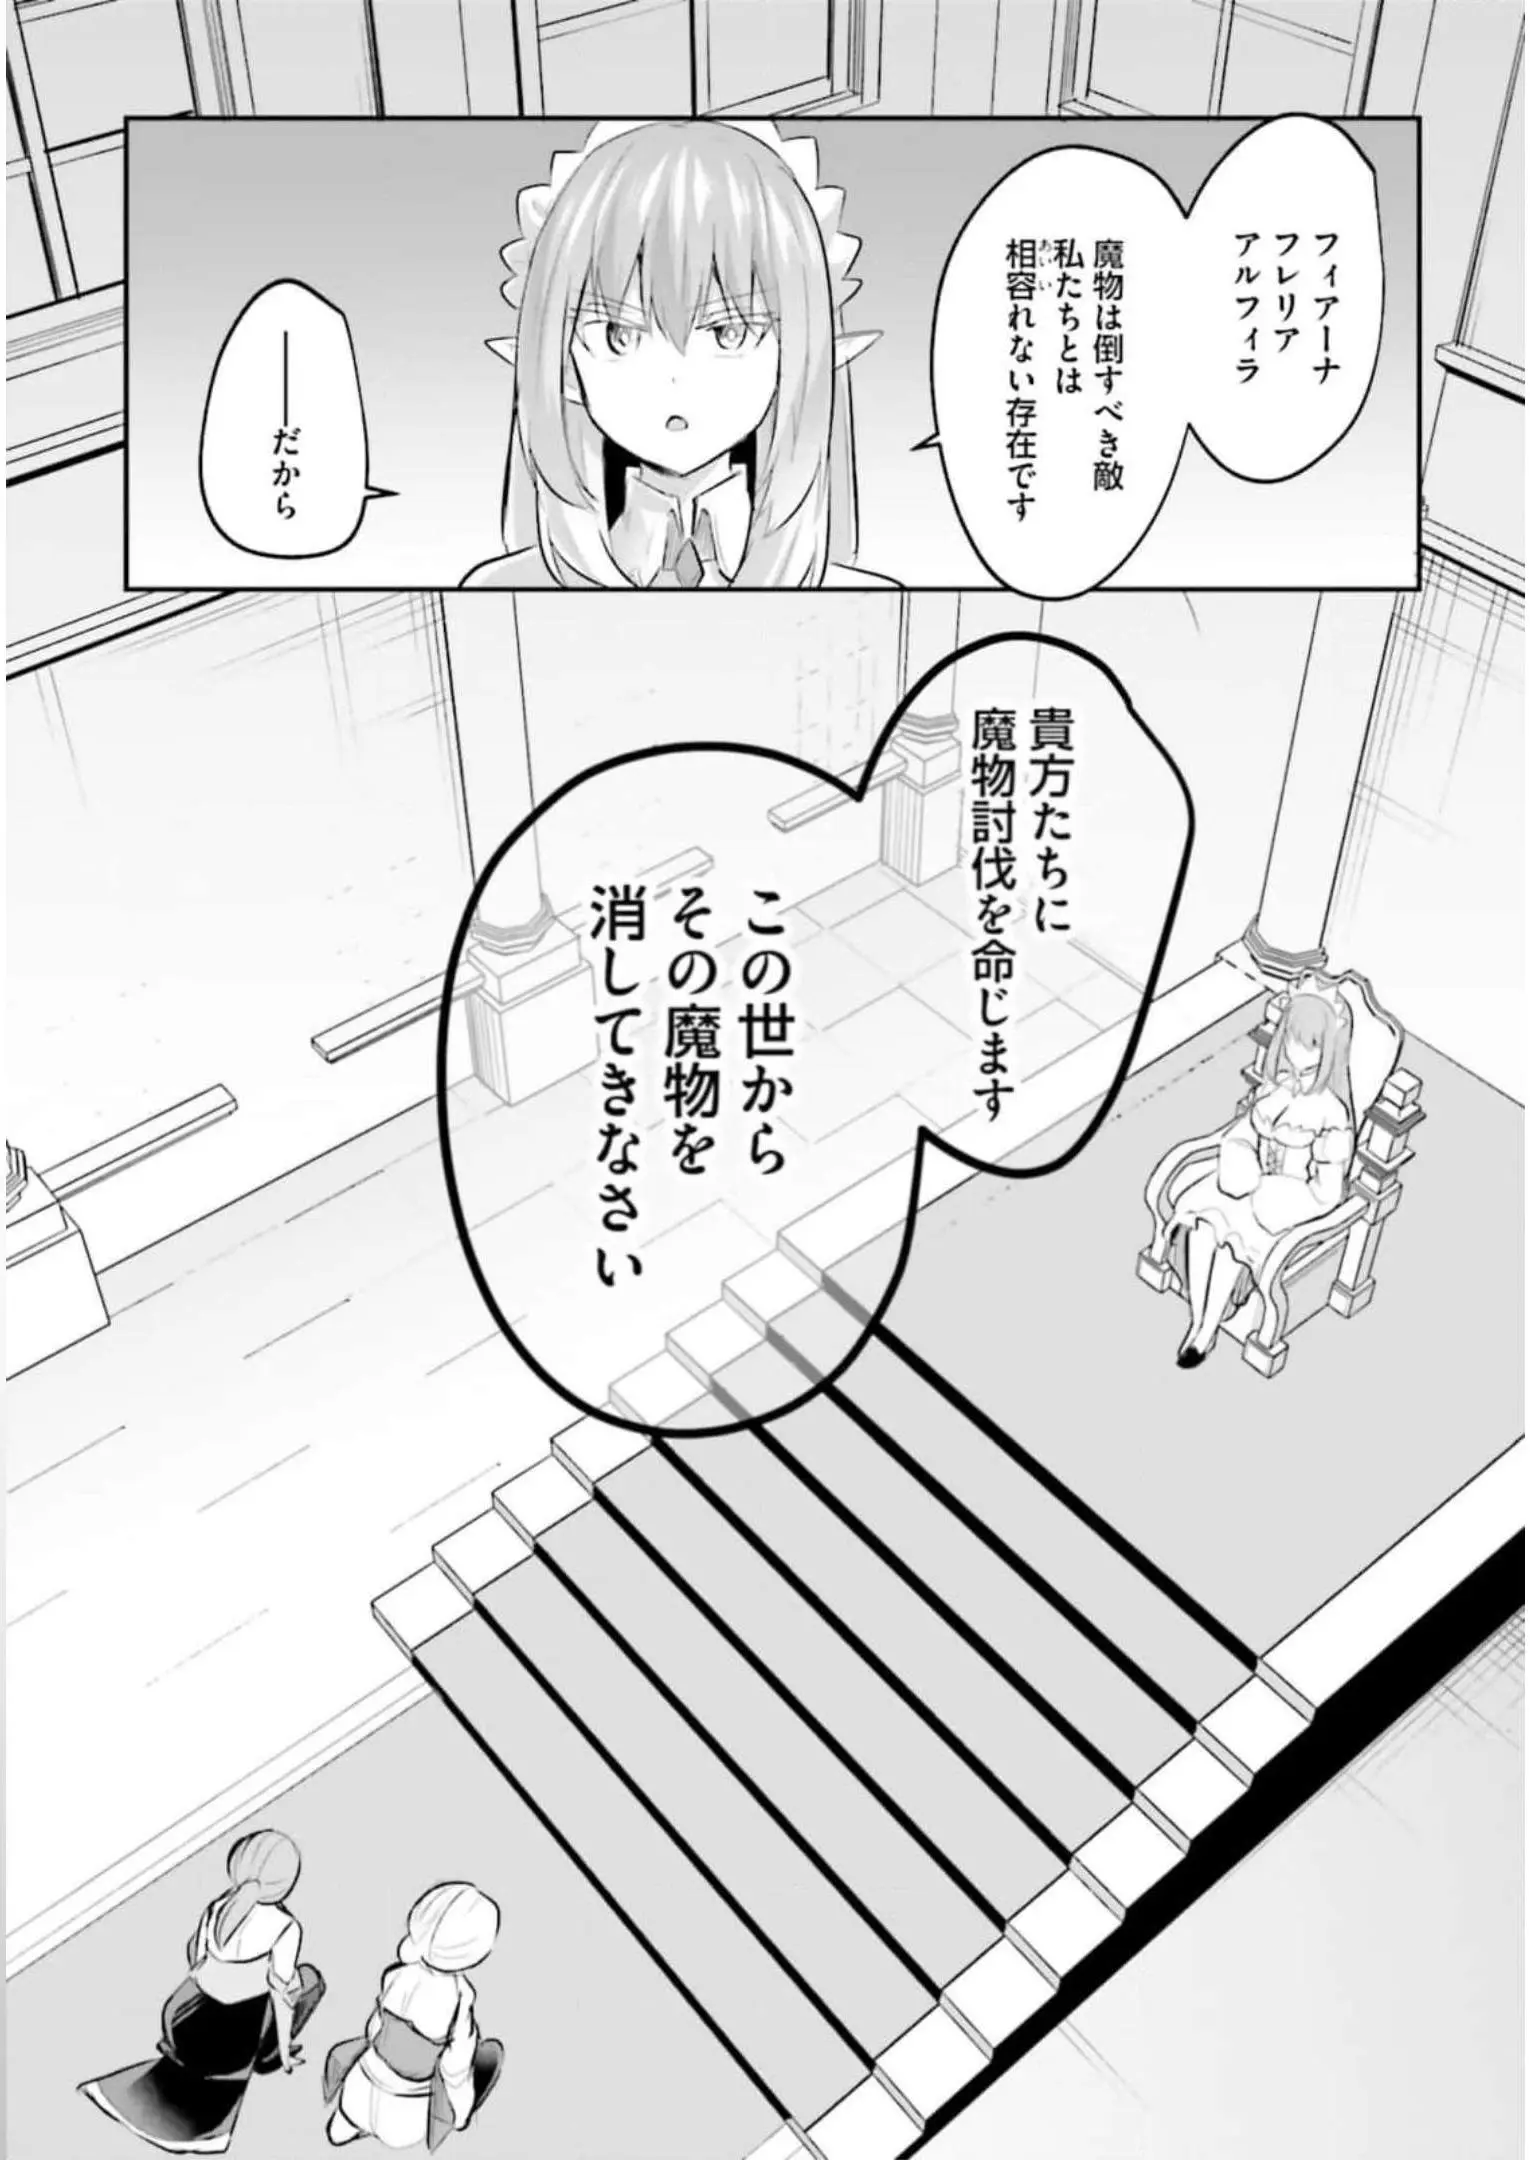 フィアーナ
フレリア
アルフィラ
魔物は倒すべき敵
私たちとは
相容れない存在です
あいい
――だから
貴方たちに
魔物討伐を命じます
この世から
その魔物を
消してきなさい